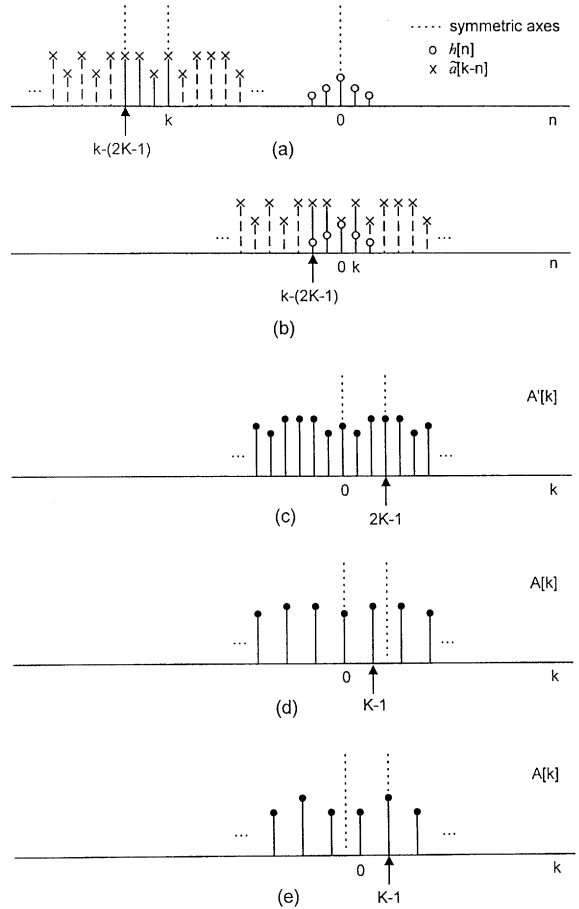 symmetric axes
h[n]
ã[k-n]
... ...
k 0 n
k-(2K-1)
(a)
... ...
0 k n
k-(2K-1)
(b)
A'[k]
... ...
0 k
2K-1
(c)
A[k]
... ...
0 k
K-1
(d)
A[k]
... ...
0 k
K-1
(e)